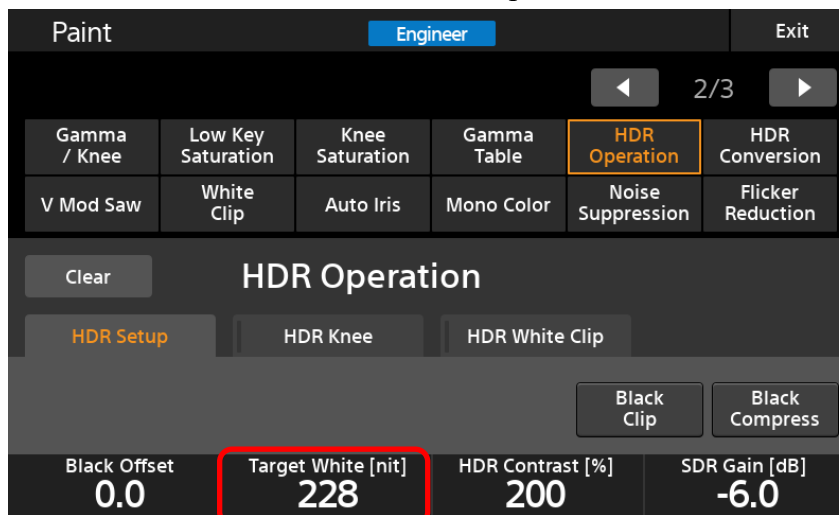 Paint
Engineer
Exit
2/3
Gamma
/ Knee
Low Key
Saturation
Knee
Saturation
Gamma
Table
HDR
Operation
HDR
Conversion
V Mod Saw
White
Clip
Auto Iris
Mono Color
Noise
Suppression
Flicker
Reduction
Clear
HDR Operation
HDR Setup
HDR Knee
HDR White Clip
Black
Clip
Black
Compress
Black Offset
0.0
Target White [nit]
228
HDR Contrast [%]
200
SDR Gain [dB]
-6.0